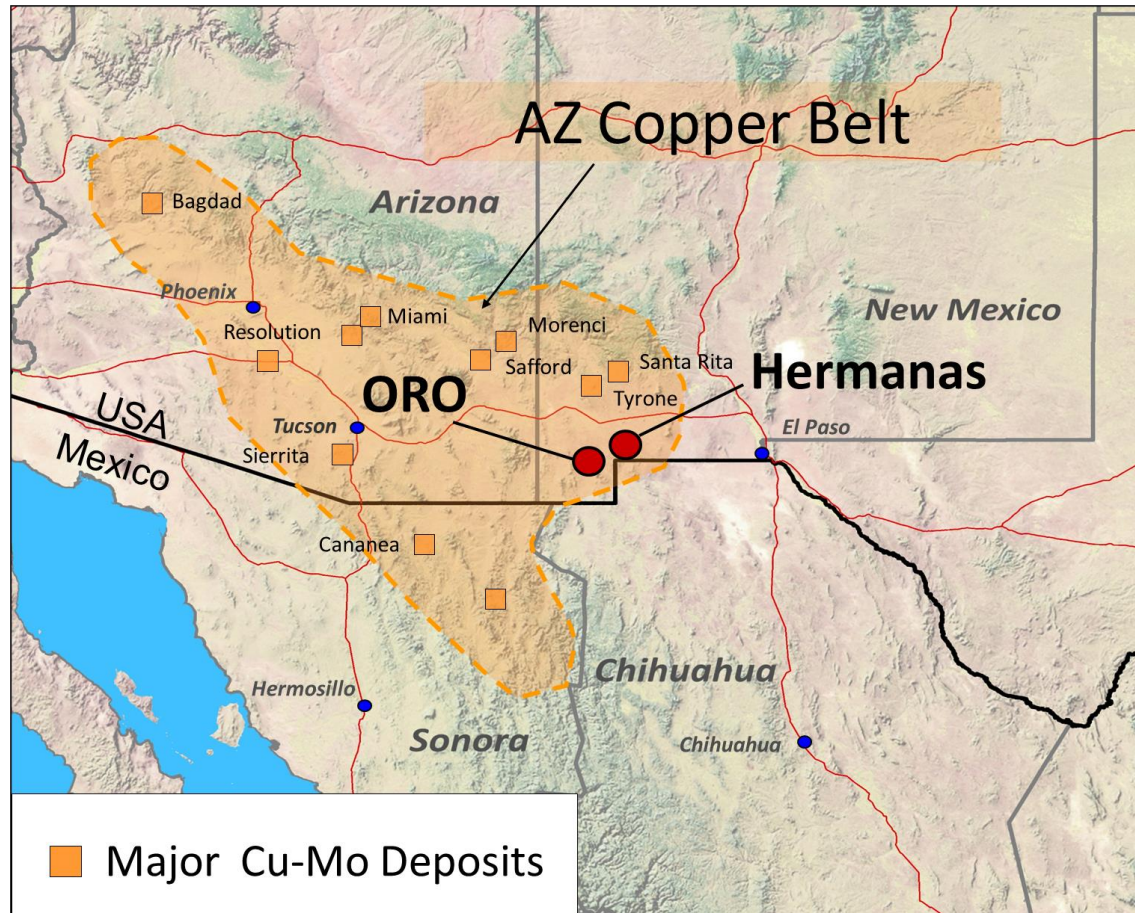 AZ Copper Belt
Arizona
Bagdad
Phoenix
New Mexico
Miami
Morenci
Resolution
Safford
Santa Rita
Hermanas
Tyrone
ORO
USA
Tucson
El Paso
Mexico
Sierrita
Cananea
Chihuahua
Hermosillo
Sonora
Chihuahua
Major Cu-Mo Deposits